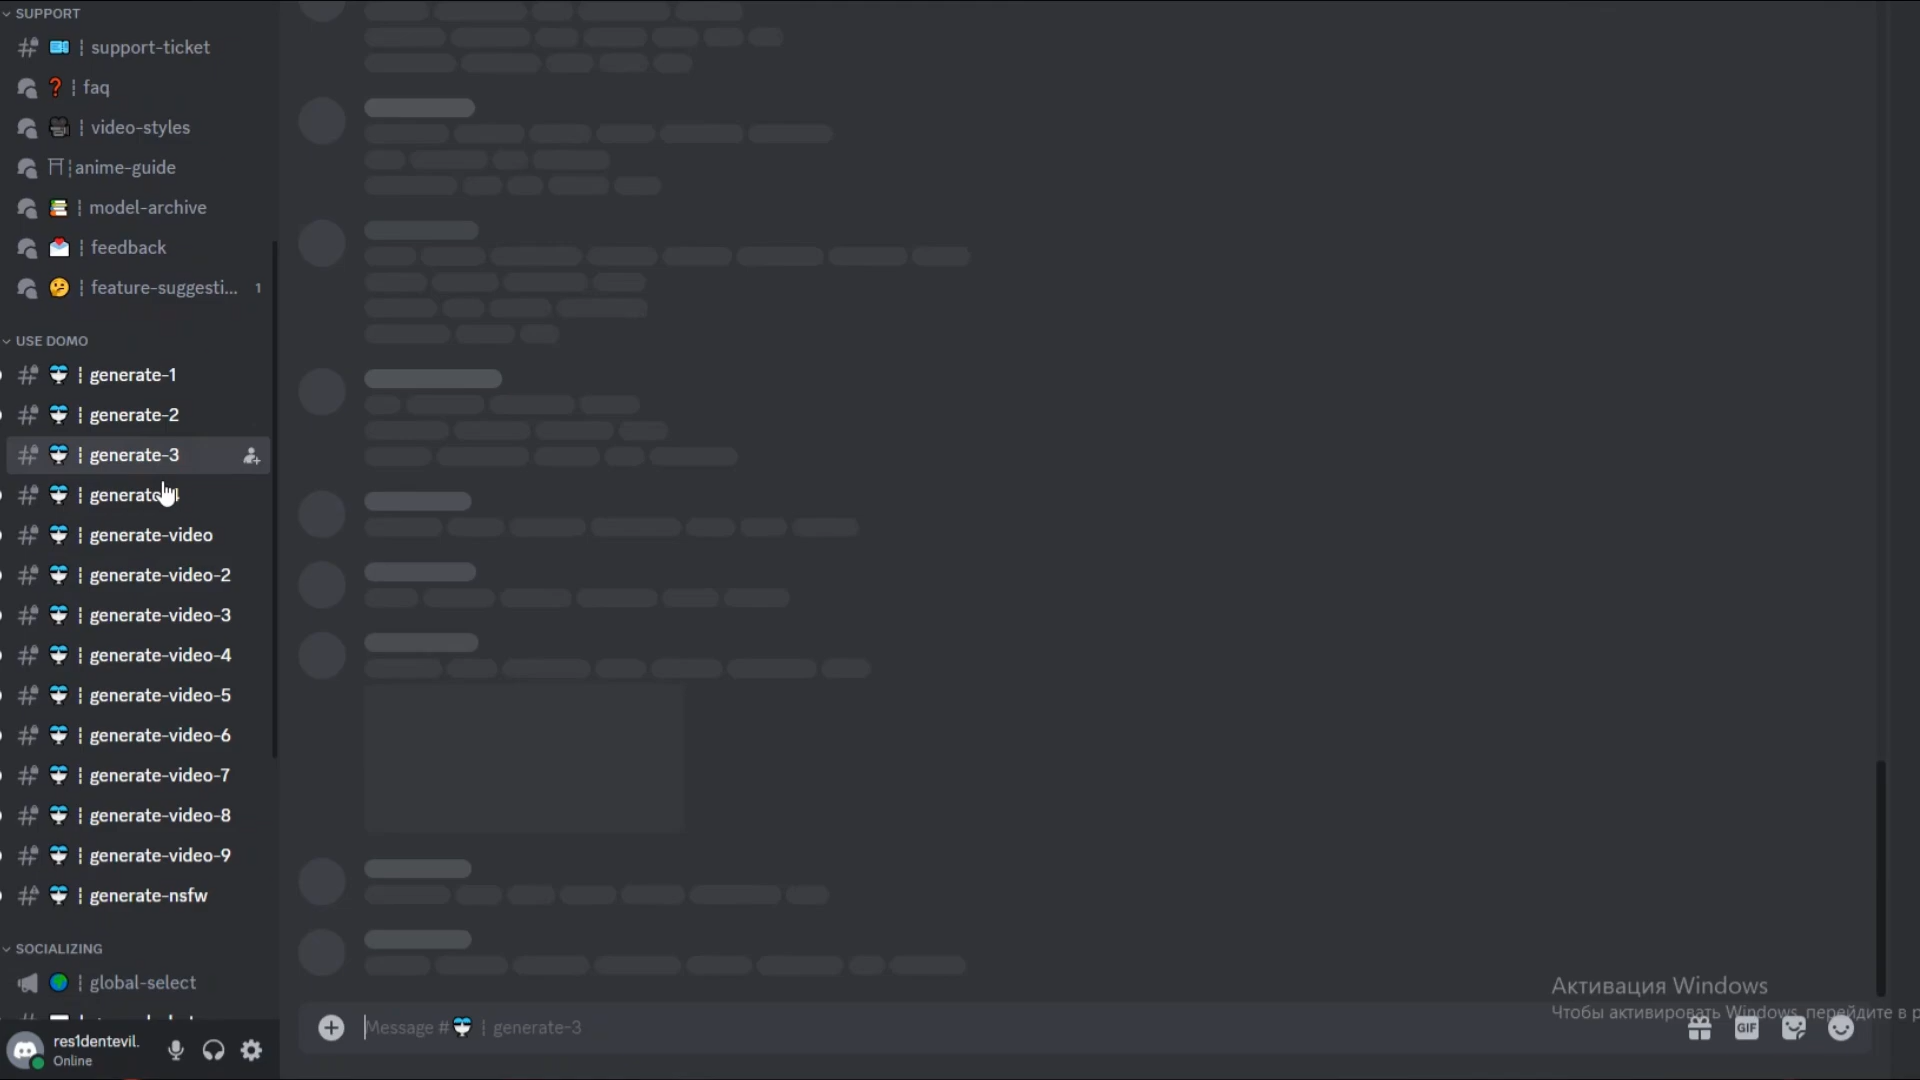 SUPPORT
support-ticket
faq
video-styles
anime-guide
model-archive
feedback
feature-suggesti... 1
USE DOMO
generate-1
generate-2
generate-3
generate-video
generate-video-2
generate-video-3
generate-video-4
generate-video-5
generate-video-6
generate-video-7
generate-video-8
generate-video-9
generate-nsfw
SOCIALIZING
global-select
res1dentevil.
Online
Message # ¦ generate-3
GIF
Активация Windows
Чтобы активировать Windows, перейдите в